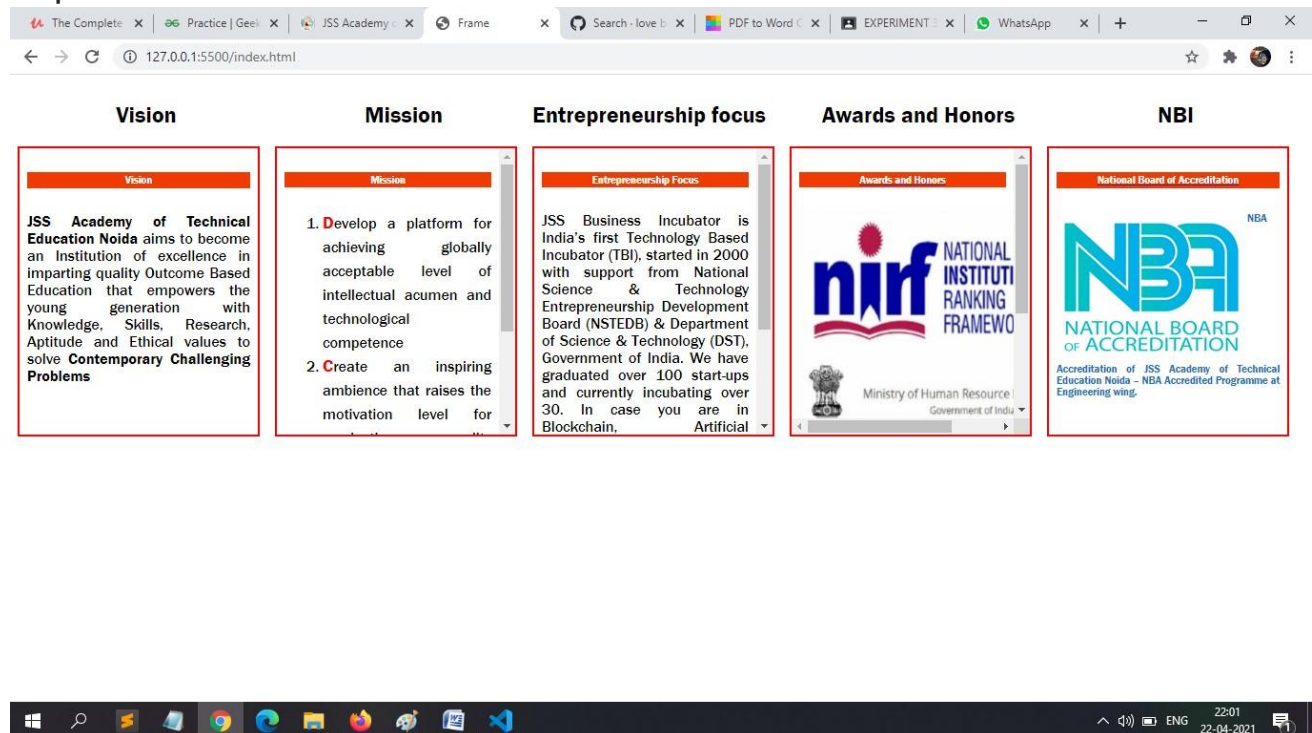 The Complete
Practice | Geek
JSS Academy
Frame
Search · love b
PDF to Word C
EXPERIMENT
WhatsApp
127.0.0.1:5500/index.html
Vision
Mission
Entrepreneurship focus
Awards and Honors
NBI
Vision
JSS Academy of Technical
Education Noida aims to become
an Institution of excellence in
imparting quality Outcome Based
Education that empowers the
young generation with
Knowledge, Skills, Research,
Aptitude and Ethical values to
solve Contemporary Challenging
Problems
Mission
1. Develop a platform for
achieving globally
acceptable level of
intellectual acumen and
technological
competence
2. Create an inspiring
ambience that raises the
motivation level for
Entrepreneurship Focus
JSS Business Incubator is
India's first Technology Based
Incubator (TBI), started in 2000
with support from National
Science & Technology
Entrepreneurship Development
Board (NSTEDB) & Department
of Science & Technology (DST),
Government of India. We have
graduated over 100 start-ups
and currently incubating over
30. In case you are in
Blockchain, Artificial
Awards and Honors
nirf
NATIONAL
INSTITUTI
RANKING
FRAMEWO
Ministry of Human Resource
Government of India
National Board of Accreditation
NBA
NBA
NATIONAL BOARD
OF ACCREDITATION
Accreditation of JSS Academy of Technical
Education Noida – NBA Accredited Programme at
Engineering wing.
ENG
22:01
22-04-2021